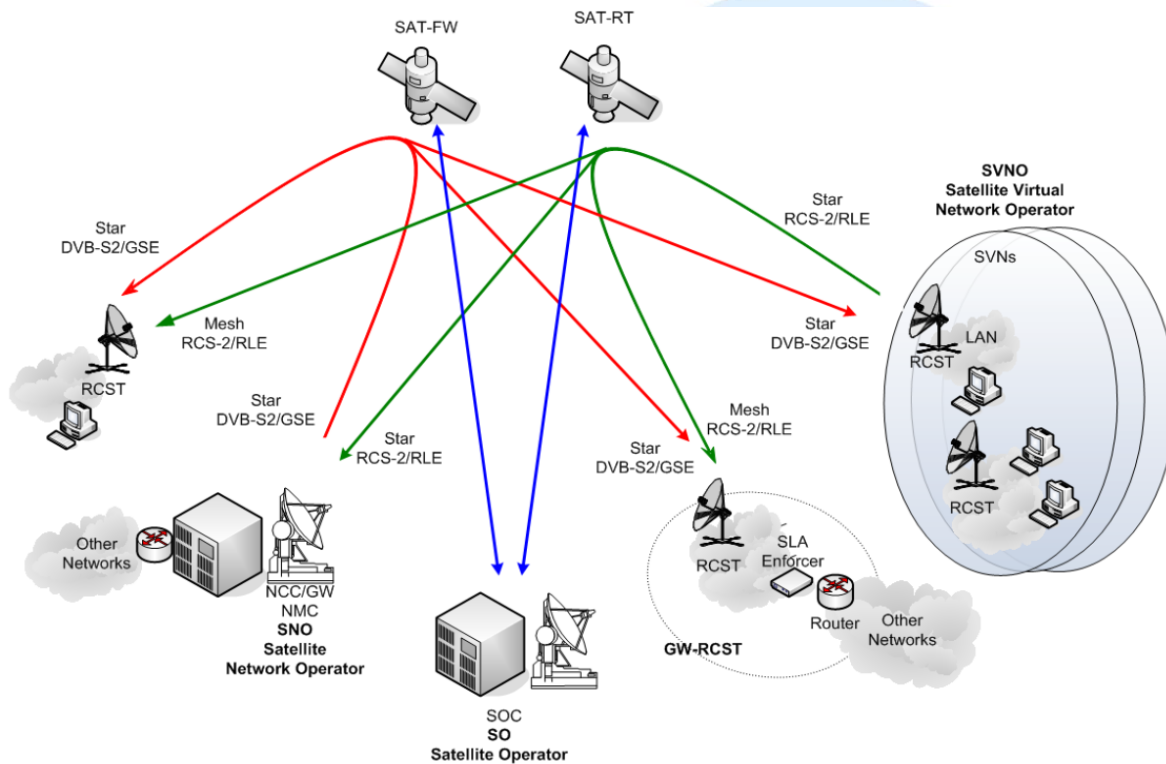 SAT-FW
SAT-RT
SVNO
Satellite Virtual
Network Operator
Star
RCS-2/RLE
Star
DVB-S2/GSE
SVNs
LAN
RCST
Mesh
RCS-2/RLE
Star
DVB-S2/GSE
RCST
Star
DVB-S2/GSE
Star
RCS-2/RLE
Mesh
RCS-2/RLE
Star
DVB-S2/GSE
RCST
Other
Networks
NCC/GW
NMC
SNO
Satellite
Network Operator
RCST
SLA
Enforcer
Router
Other
Networks
GW-RCST
SOC
SO
Satellite Operator